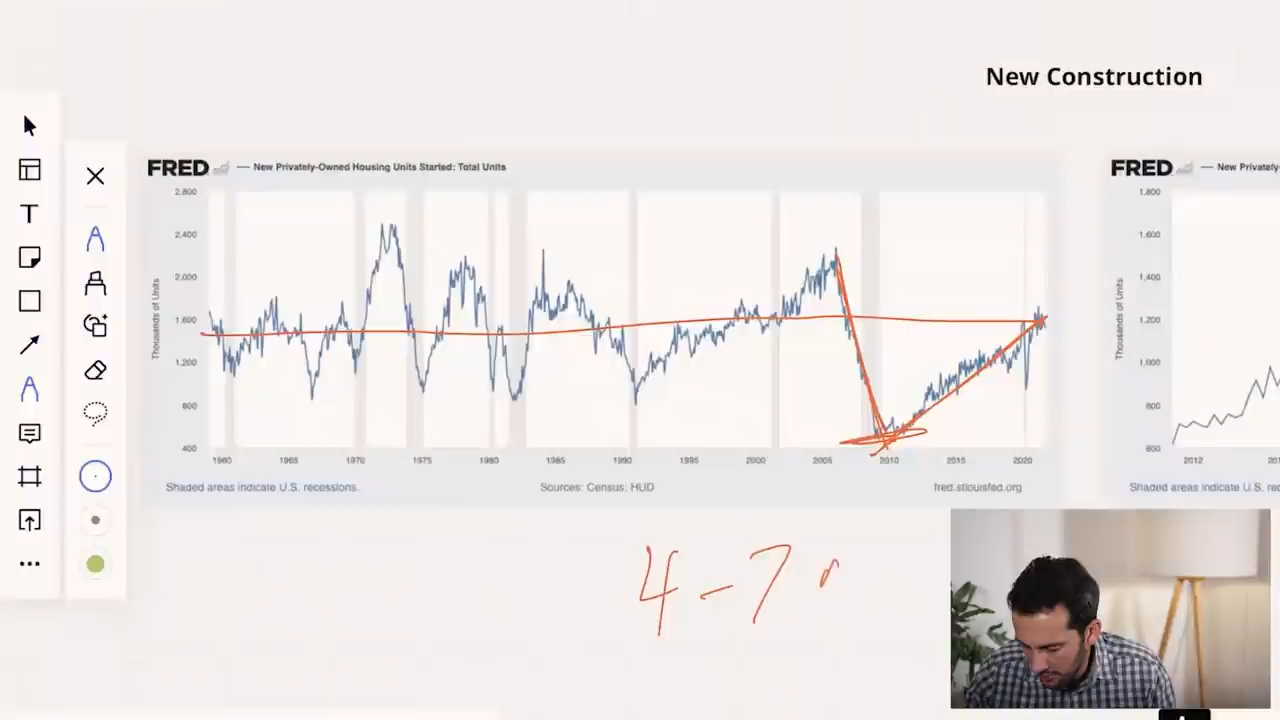 New Construction
FRED — New Privately-Owned Housing Units Started: Total Units
2,800
2,400
2,000
1,600
1,200
800
400
Thousands of Units
1960 1965 1970 1975 1980 1985 1990 1995 2000 2005 2010 2015 2020
Shaded areas indicate U.S. recessions.
Sources: Census; HUD
fred.stlouisfed.org
FRED — New Privately-
1,800
1,600
1,400
1,200
1,000
800
600
Thousands of Units
2012
Shaded areas indicate U.S. rec
T
4-7